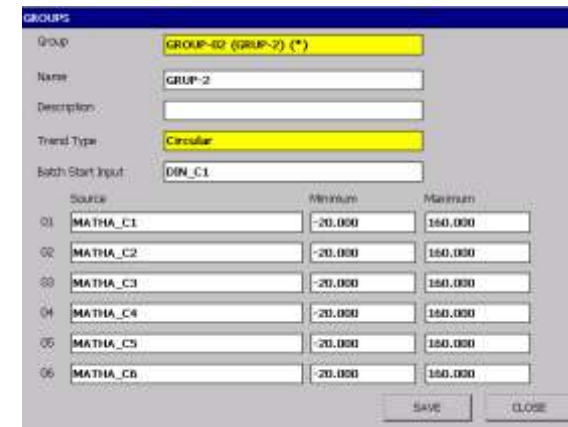 GROUPS
Group GROUP-02 (GRUP-2) (*)
Name GRUP-2
Description
Trend Type Circular
Batch Start Input DIN_C1
Source Minimum Maximum
01 MATHA_C1 -20.000 160.000
02 MATHA_C2 -20.000 160.000
03 MATHA_C3 -20.000 160.000
04 MATHA_C4 -20.000 160.000
05 MATHA_C5 -20.000 160.000
06 MATHA_C6 -20.000 160.000
SAVE CLOSE